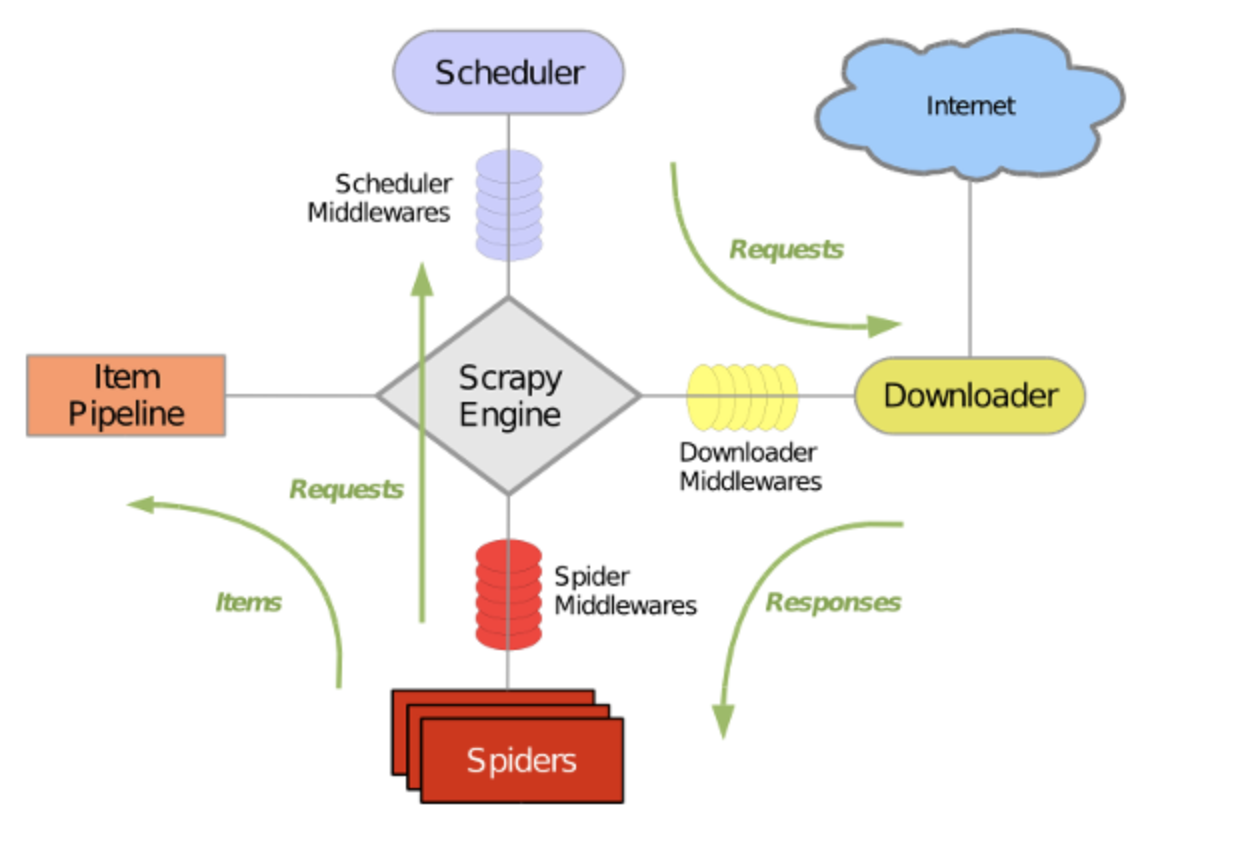 Scheduler
Internet
Scheduler
Middlewares
Requests
Item
Pipeline
Scrapy
Engine
Downloader
Downloader
Middlewares
Requests
Items
Spider
Middlewares
Responses
Spiders